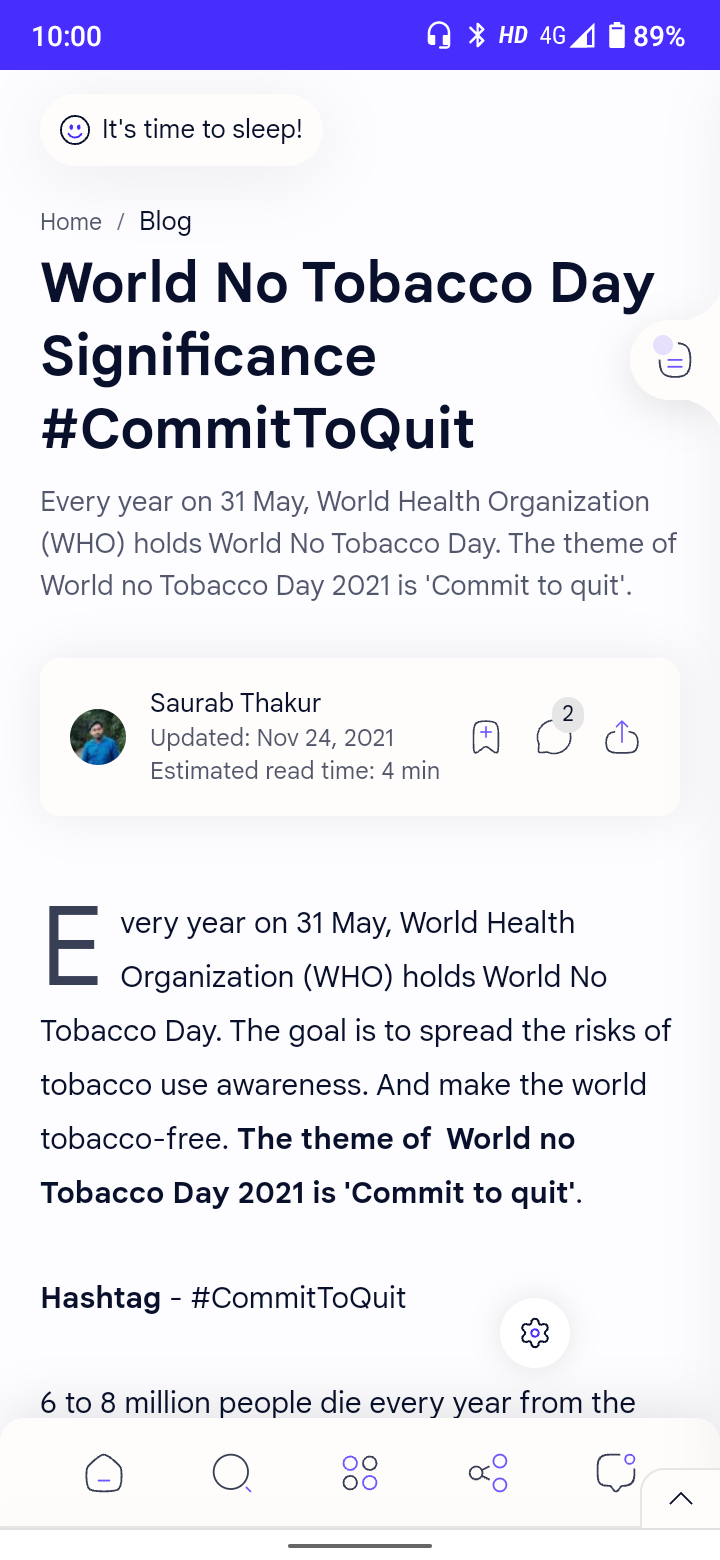 10:00 HD 4G 89%
It's time to sleep!
Home / Blog
World No Tobacco Day
Significance
#CommitToQuit
Every year on 31 May, World Health Organization
(WHO) holds World No Tobacco Day. The theme of
World no Tobacco Day 2021 is 'Commit to quit'.
Saurab Thakur
Updated: Nov 24, 2021
Estimated read time: 4 min
2
Every year on 31 May, World Health
Organization (WHO) holds World No
Tobacco Day. The goal is to spread the risks of
tobacco use awareness. And make the world
tobacco-free. The theme of World no
Tobacco Day 2021 is 'Commit to quit'.
Hashtag - #CommitToQuit
6 to 8 million people die every year from the